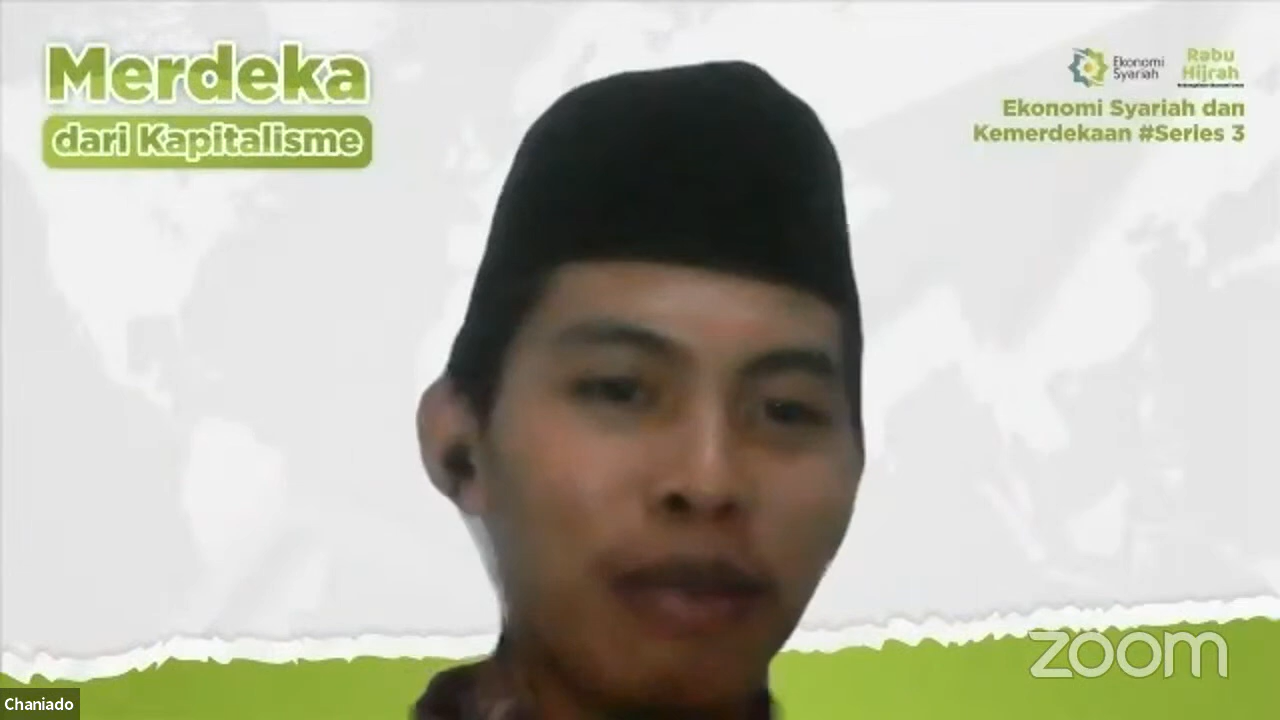 Merdeka
dari Kapitalisme
Ekonomi
Syariah
Rabu
Hijrah
Ekonomi Syariah dan
Kemerdekaan #Series 3
zoom
Chaniado